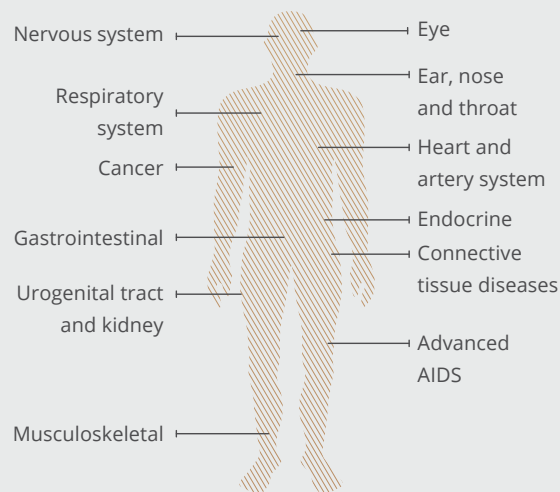 Nervous system
Respiratory
system
Cancer
Gastrointestinal
Urogenital tract
and kidney
Musculoskeletal
Eye
Ear, nose
and throat
Heart and
artery system
Endocrine
Connective
tissue diseases
Advanced
AIDS